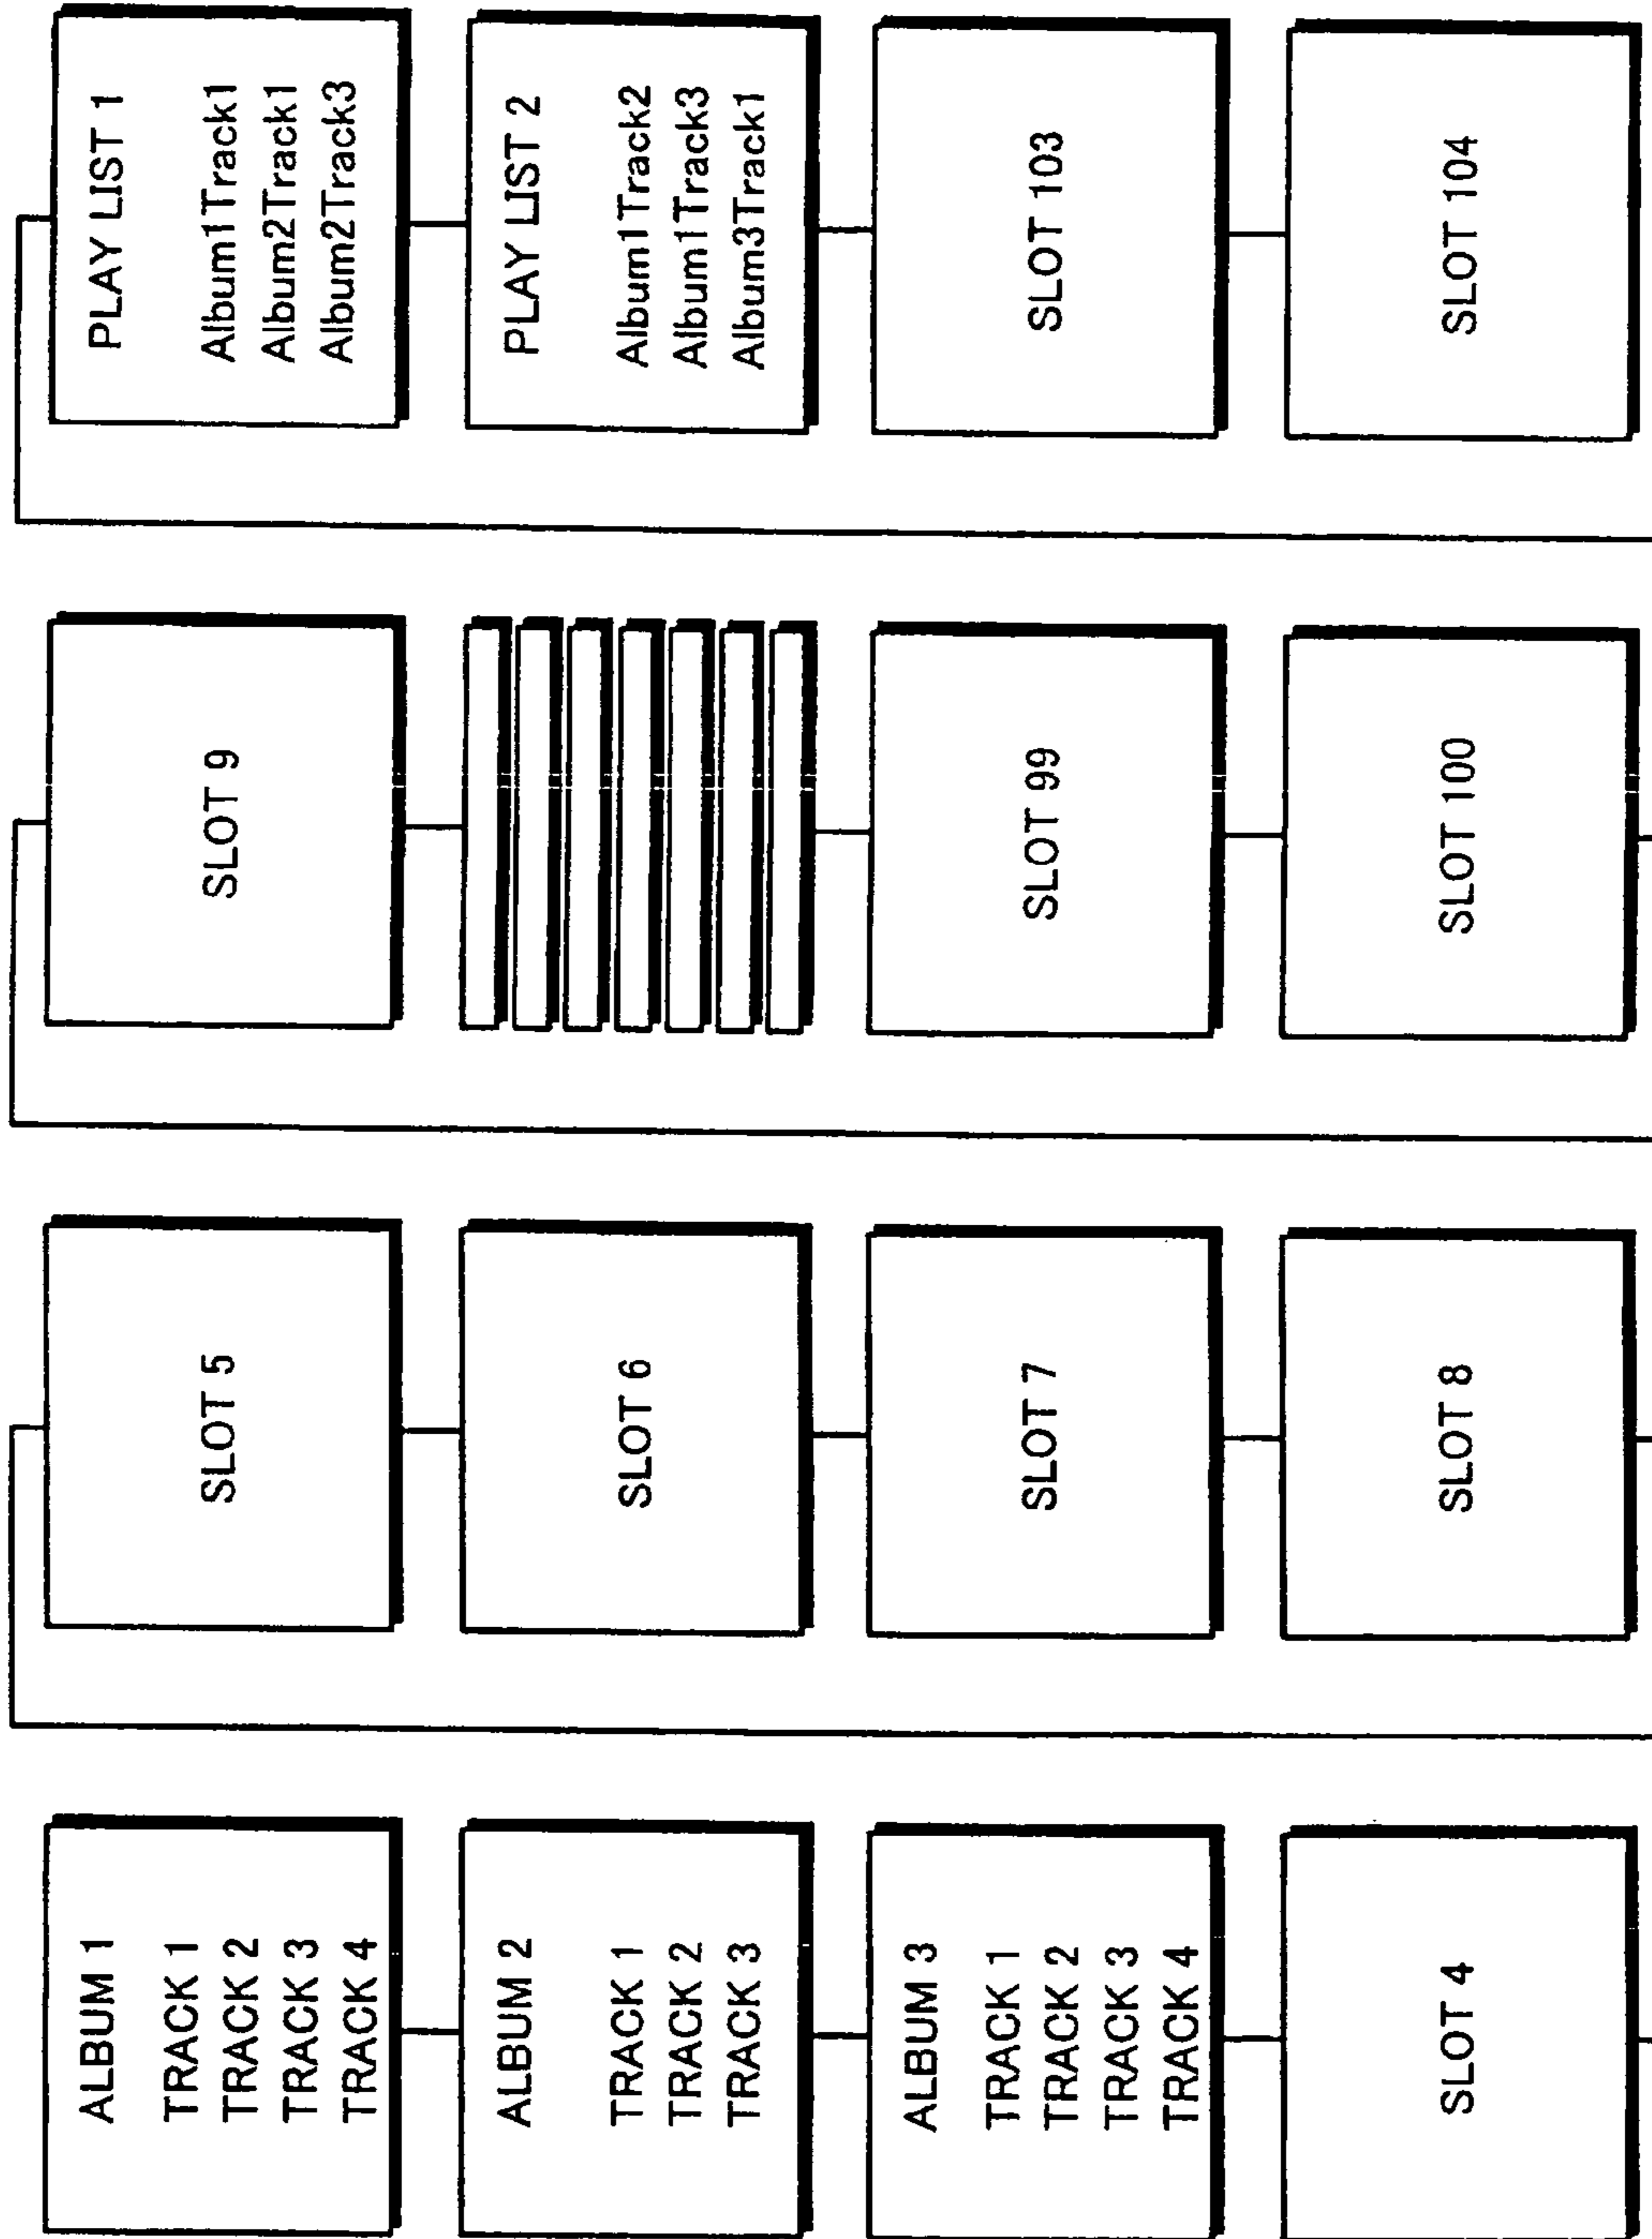 ALBUM 1
TRACK 1
TRACK 2
TRACK 3
TRACK 4
ALBUM 2
TRACK 1
TRACK 2
TRACK 3
ALBUM 3
TRACK 1
TRACK 2
TRACK 3
TRACK 4
SLOT 4
SLOT 5
SLOT 6
SLOT 7
SLOT 8
SLOT 9
SLOT 99
SLOT 100
PLAY LIST 1
Album1Track1
Album2Track1
Album2Track3
PLAY LIST 2
Album1Track2
Album1Track3
Album3Track1
SLOT 103
SLOT 104